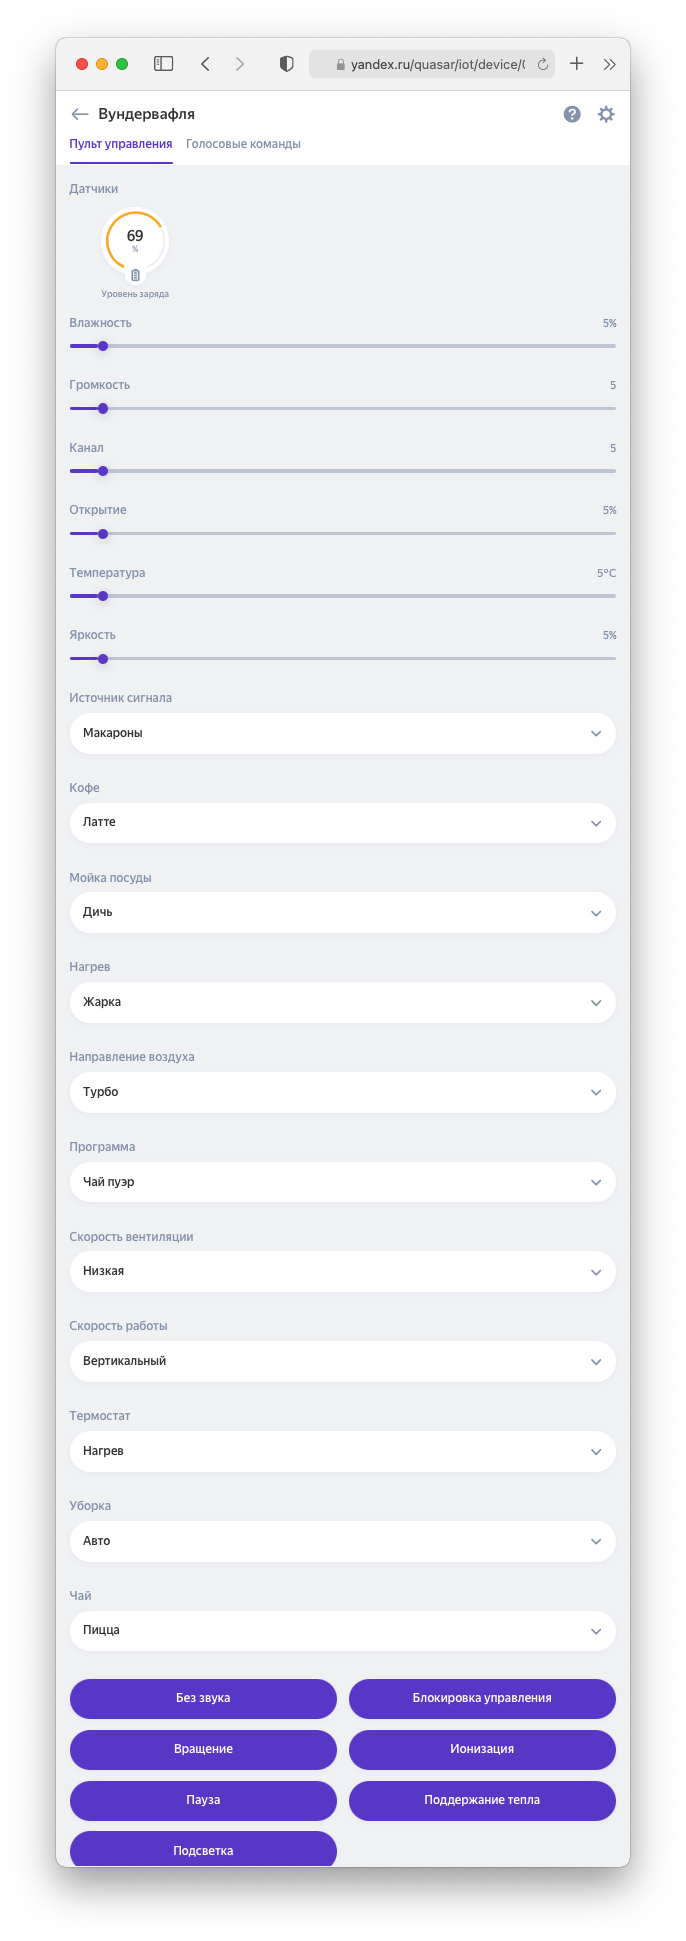 yandex.ru/quasar/iot/device/
Вундервафля
Пульт управления
Голосовые команды
Датчики
69
%
Уровень заряда
Влажность 5%
Громкость 5
Канал 5
Открытие 5%
Температура 5°C
Яркость 5%
Источник сигнала
Макароны
Кофе
Латте
Мойка посуды
Дичь
Нагрев
Жарка
Направление воздуха
Турбо
Программа
Чай пуэр
Скорость вентиляции
Низкая
Скорость работы
Вертикальный
Термостат
Нагрев
Уборка
Авто
Чай
Пицца
Без звука
Блокировка управления
Вращение
Ионизация
Пауза
Поддержание тепла
Подсветка